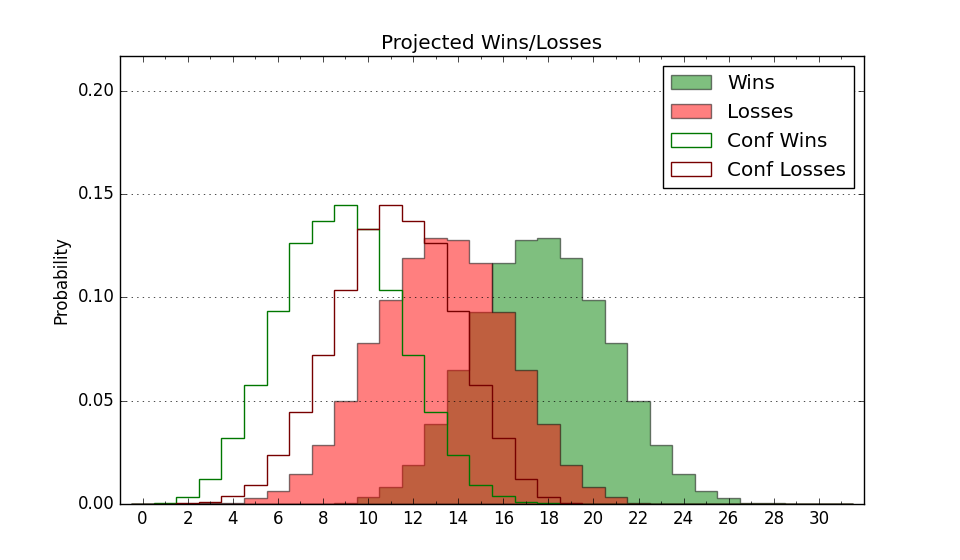 Projected Wins/Losses
Wins
Losses
Conf Wins
Conf Losses
Probability
0.20
0.15
0.10
0.05
0.00
0 2 4 6 8 10 12 14 16 18 20 22 24 26 28 30